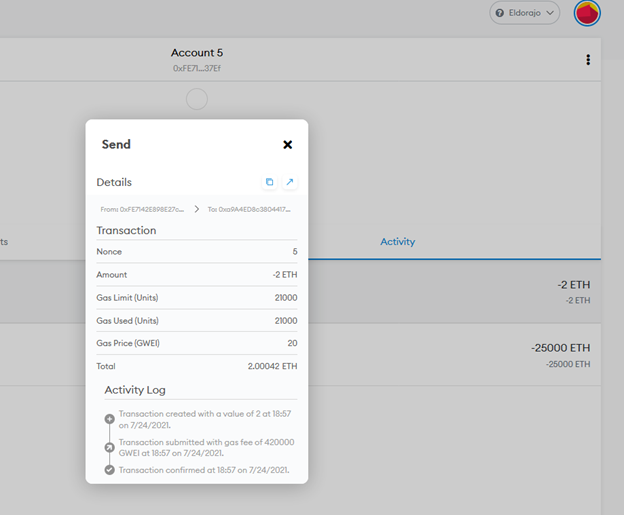 Eldorajo
Account 5
0xFE71...37Ef
Send
Details
From: 0xFE7142E898E27c... To: 0xa9A4ED8c3804417...
Transaction
Nonce 5
Amount -2 ETH
Gas Limit (Units) 21000
Gas Used (Units) 21000
Gas Price (GWEI) 20
Total 2.00042 ETH
Activity Log
Transaction created with a value of 2 at 18:57
on 7/24/2021.
Transaction submitted with gas fee of 420000
GWEI at 18:57 on 7/24/2021.
Transaction confirmed at 18:57 on 7/24/2021.
ts
Activity
-2 ETH
-2 ETH
-25000 ETH
-25000 ETH